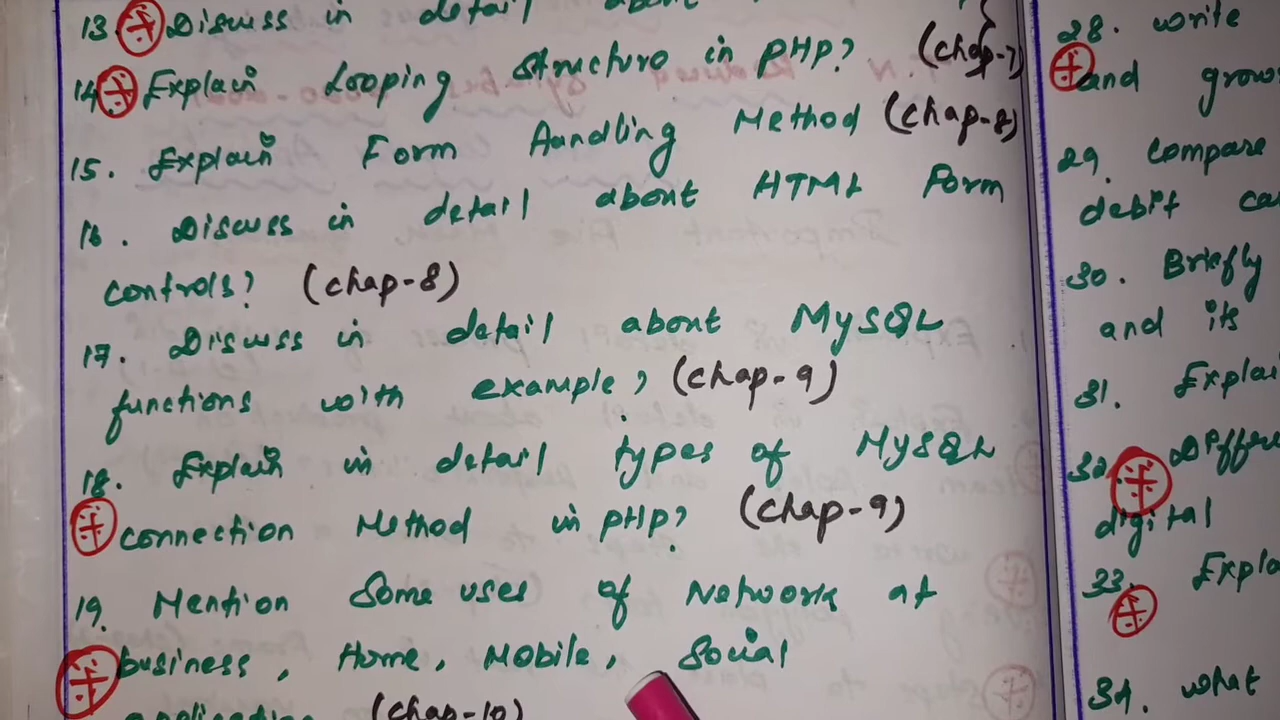 13. Discuss in detail about
14. Explain Looping structure in PHP? (chap-7)
15. Explain Form Handling Method (chap-8)
16. Discuss in detail about HTML Form
controls? (chap-8)
17. Discuss in detail about MySQL
functions with example, (chap-9)
18. Explain in detail types of MySQL
connection Method in PHP? (chap-9)
19. Mention Some uses of Network at
business, Home, Mobile, Social
application (chap-10)
28. write
and grow
29. compare
debit
30. Briefly
and its
31. Explai
32. Differ
digital
33. Expla
34. what